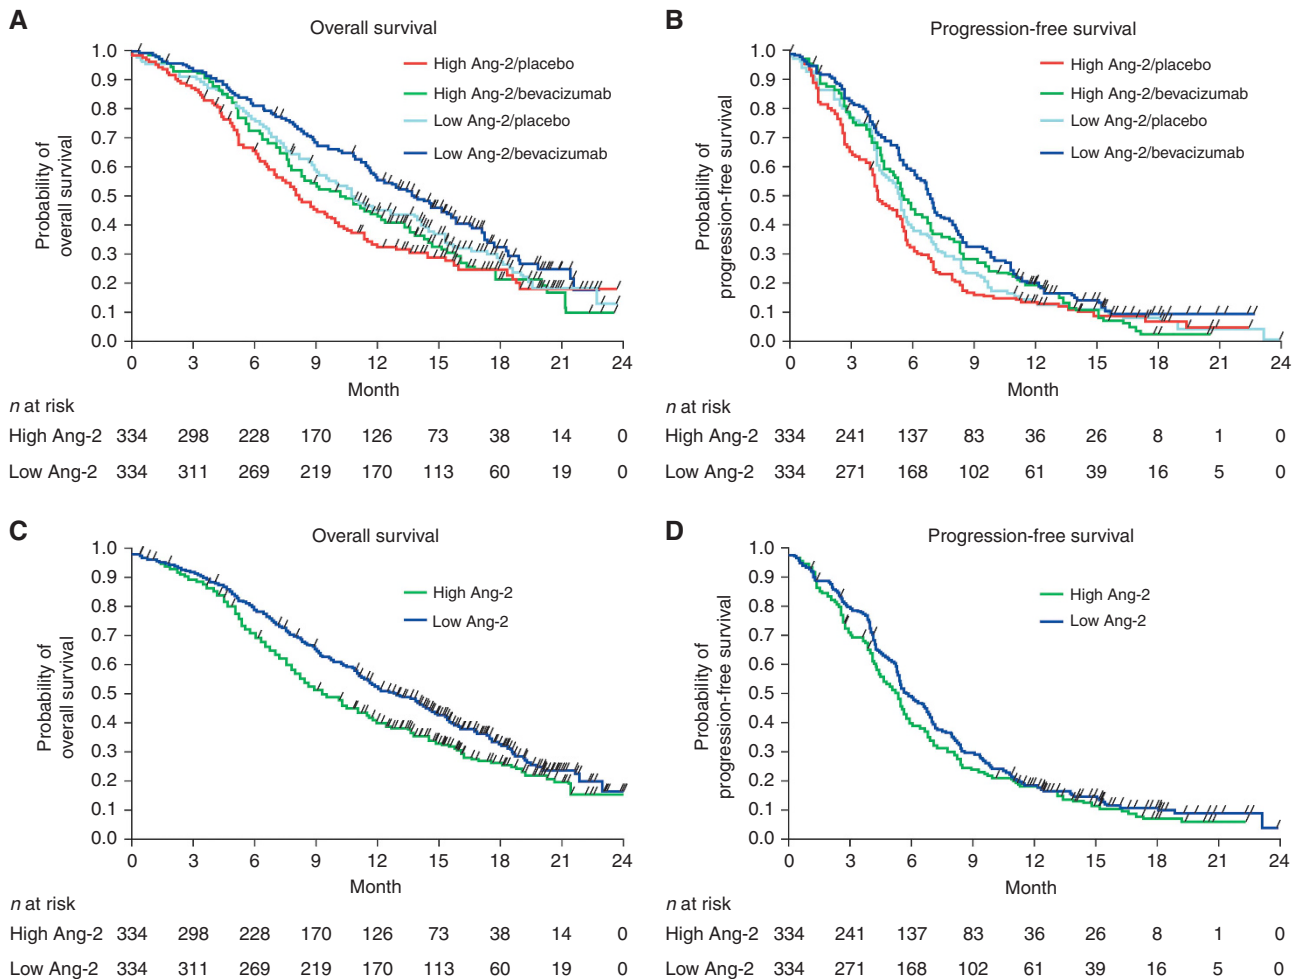 A
Overall survival
1.0
0.9
0.8
0.7
0.6
0.5
0.4
0.3
0.2
0.1
0.0
Probability of
overall survival
High Ang-2/placebo
High Ang-2/bevacizumab
Low Ang-2/placebo
Low Ang-2/bevacizumab
0 3 6 9 12 15 18 21 24
Month
n at risk
High Ang-2 334 298 228 170 126 73 38 14 0
Low Ang-2 334 311 269 219 170 113 60 19 0
B
Progression-free survival
1.0
0.9
0.8
0.7
0.6
0.5
0.4
0.3
0.2
0.1
0.0
Probability of
progression-free survival
High Ang-2/placebo
High Ang-2/bevacizumab
Low Ang-2/placebo
Low Ang-2/bevacizumab
0 3 6 9 12 15 18 21 24
Month
n at risk
High Ang-2 334 241 137 83 36 26 8 1 0
Low Ang-2 334 271 168 102 61 39 16 5 0
C
Overall survival
1.0
0.9
0.8
0.7
0.6
0.5
0.4
0.3
0.2
0.1
0.0
Probability of
overall survival
High Ang-2
Low Ang-2
0 3 6 9 12 15 18 21 24
Month
n at risk
High Ang-2 334 298 228 170 126 73 38 14 0
Low Ang-2 334 311 269 219 170 113 60 19 0
D
Progression-free survival
1.0
0.9
0.8
0.7
0.6
0.5
0.4
0.3
0.2
0.1
0.0
Probability of
progression-free survival
High Ang-2
Low Ang-2
0 3 6 9 12 15 18 21 24
Month
n at risk
High Ang-2 334 241 137 83 36 26 8 1 0
Low Ang-2 334 271 168 102 61 39 16 5 0